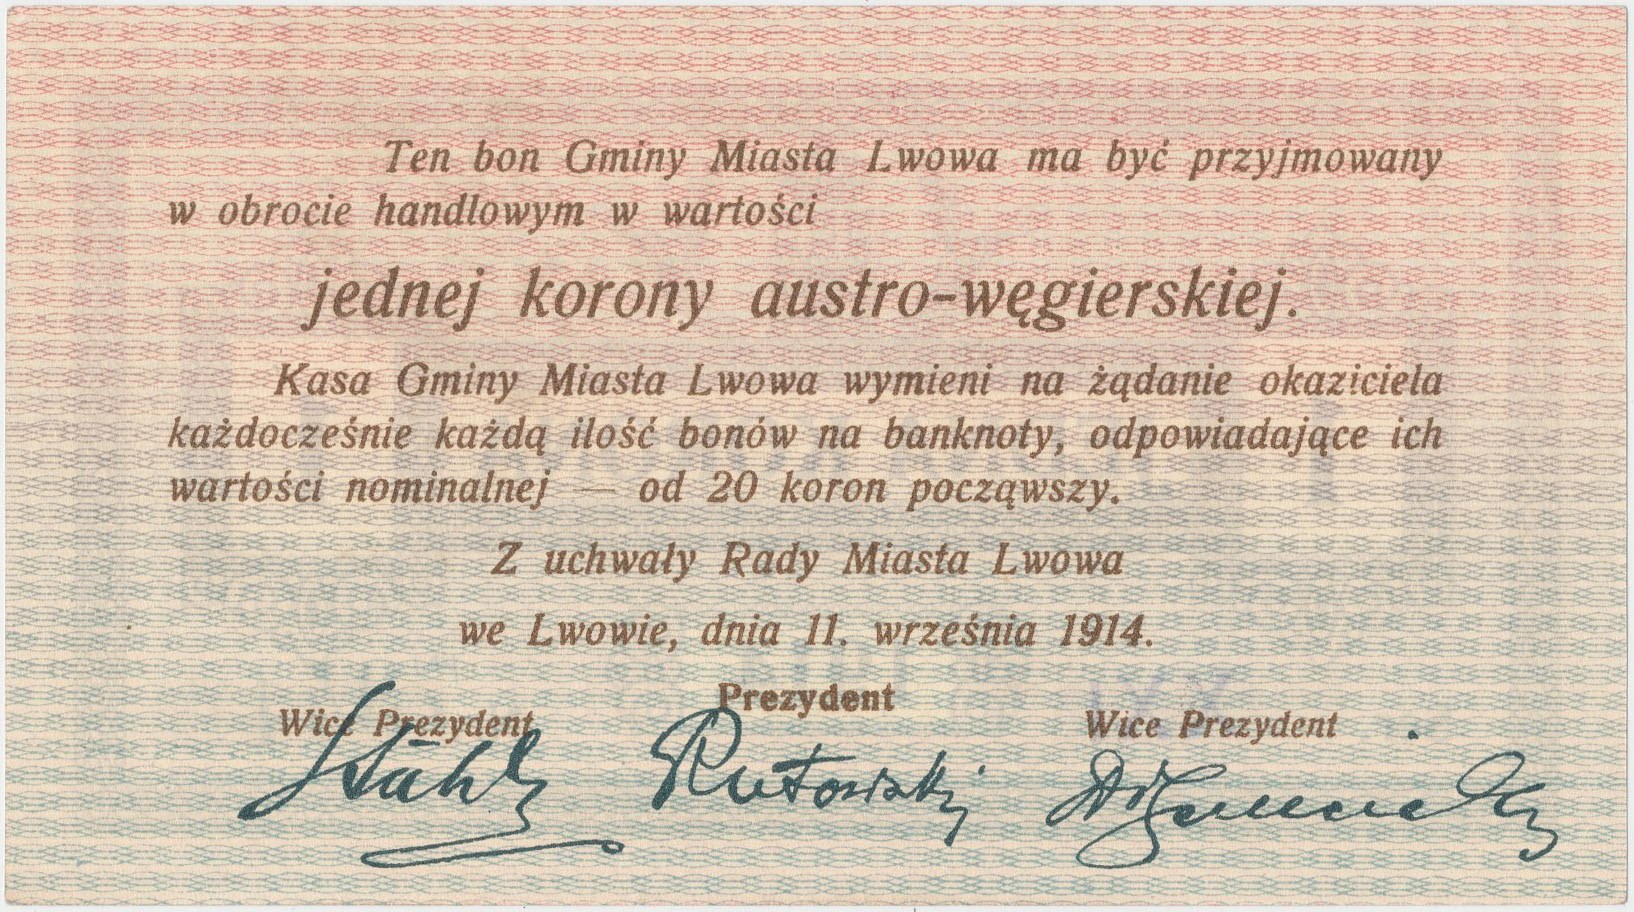 Ten bon Gminy Miasta Lwowa ma być przyjmowany
w obrocie handlowym w wartości
jednej korony austro-węgierskiej.
Kasa Gminy Miasta Lwowa wymieni na żądanie okaziciela
każdocześnie każdą ilość bonów na banknoty, odpowiadające ich
wartości nominalnej — od 20 koron począwszy.
Z uchwały Rady Miasta Lwowa
we Lwowie, dnia 11. września 1914.
Prezydent
Wice Prezydent Wice Prezydent
Stahl Rutowski